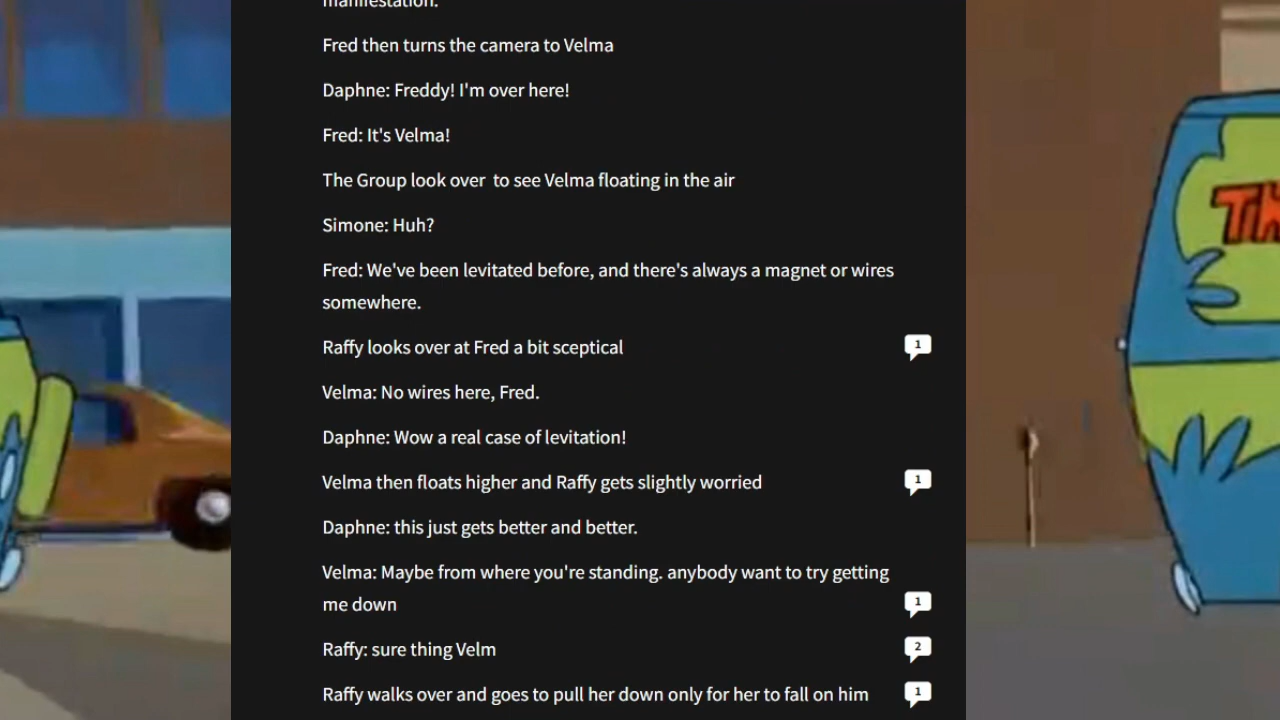 manifestation.
Fred then turns the camera to Velma
Daphne: Freddy! I'm over here!
Fred: It's Velma!
The Group look over  to see Velma floating in the air
Simone: Huh?
Fred: We've been levitated before, and there's always a magnet or wires
somewhere.
Raffy looks over at Fred a bit sceptical
1
Velma: No wires here, Fred.
Daphne: Wow a real case of levitation!
Velma then floats higher and Raffy gets slightly worried
1
Daphne: this just gets better and better.
Velma: Maybe from where you're standing. anybody want to try getting
me down
1
Raffy: sure thing Velm
2
Raffy walks over and goes to pull her down only for her to fall on him
1